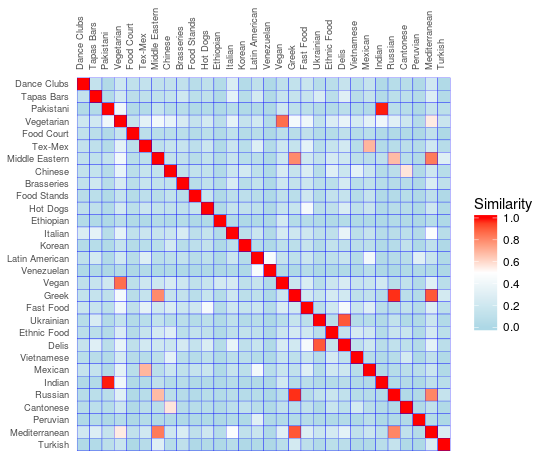 Dance Clubs
Tapas Bars
Pakistani
Vegetarian
Food Court
Tex-Mex
Middle Eastern
Chinese
Brasseries
Food Stands
Hot Dogs
Ethiopian
Italian
Korean
Latin American
Venezuelan
Vegan
Greek
Fast Food
Ukrainian
Ethnic Food
Delis
Vietnamese
Mexican
Indian
Russian
Cantonese
Peruvian
Mediterranean
Turkish
Dance Clubs
Tapas Bars
Pakistani
Vegetarian
Food Court
Tex-Mex
Middle Eastern
Chinese
Brasseries
Food Stands
Hot Dogs
Ethiopian
Italian
Korean
Latin American
Venezuelan
Vegan
Greek
Fast Food
Ukrainian
Ethnic Food
Delis
Vietnamese
Mexican
Indian
Russian
Cantonese
Peruvian
Mediterranean
Turkish
Similarity
1.0
0.8
0.6
0.4
0.2
0.0